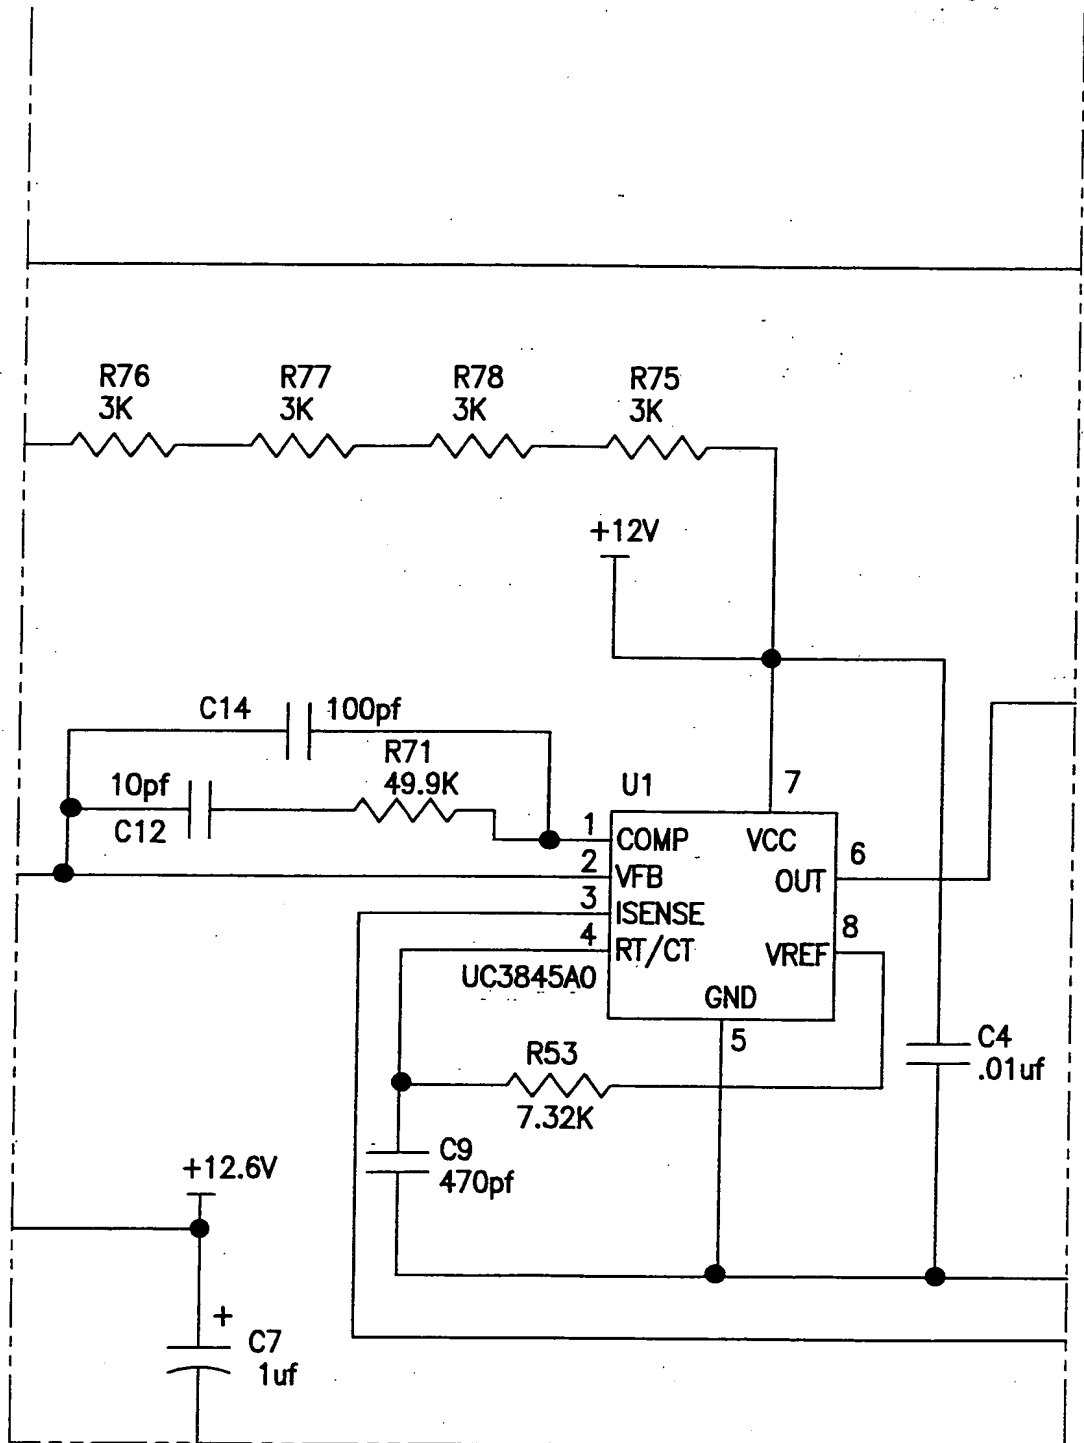 R76
3K
R77
3K
R78
3K
R75
3K
+12V
C14
100pf
R71
49.9K
10pf
C12
U1
7
1
COMP
VCC
6
2
VFB
OUT
3
ISENSE
8
4
RT/CT
VREF
UC3845AO
GND
5
R53
7.32K
C4
.01uf
C9
470pf
+12.6V
+
C7
1uf